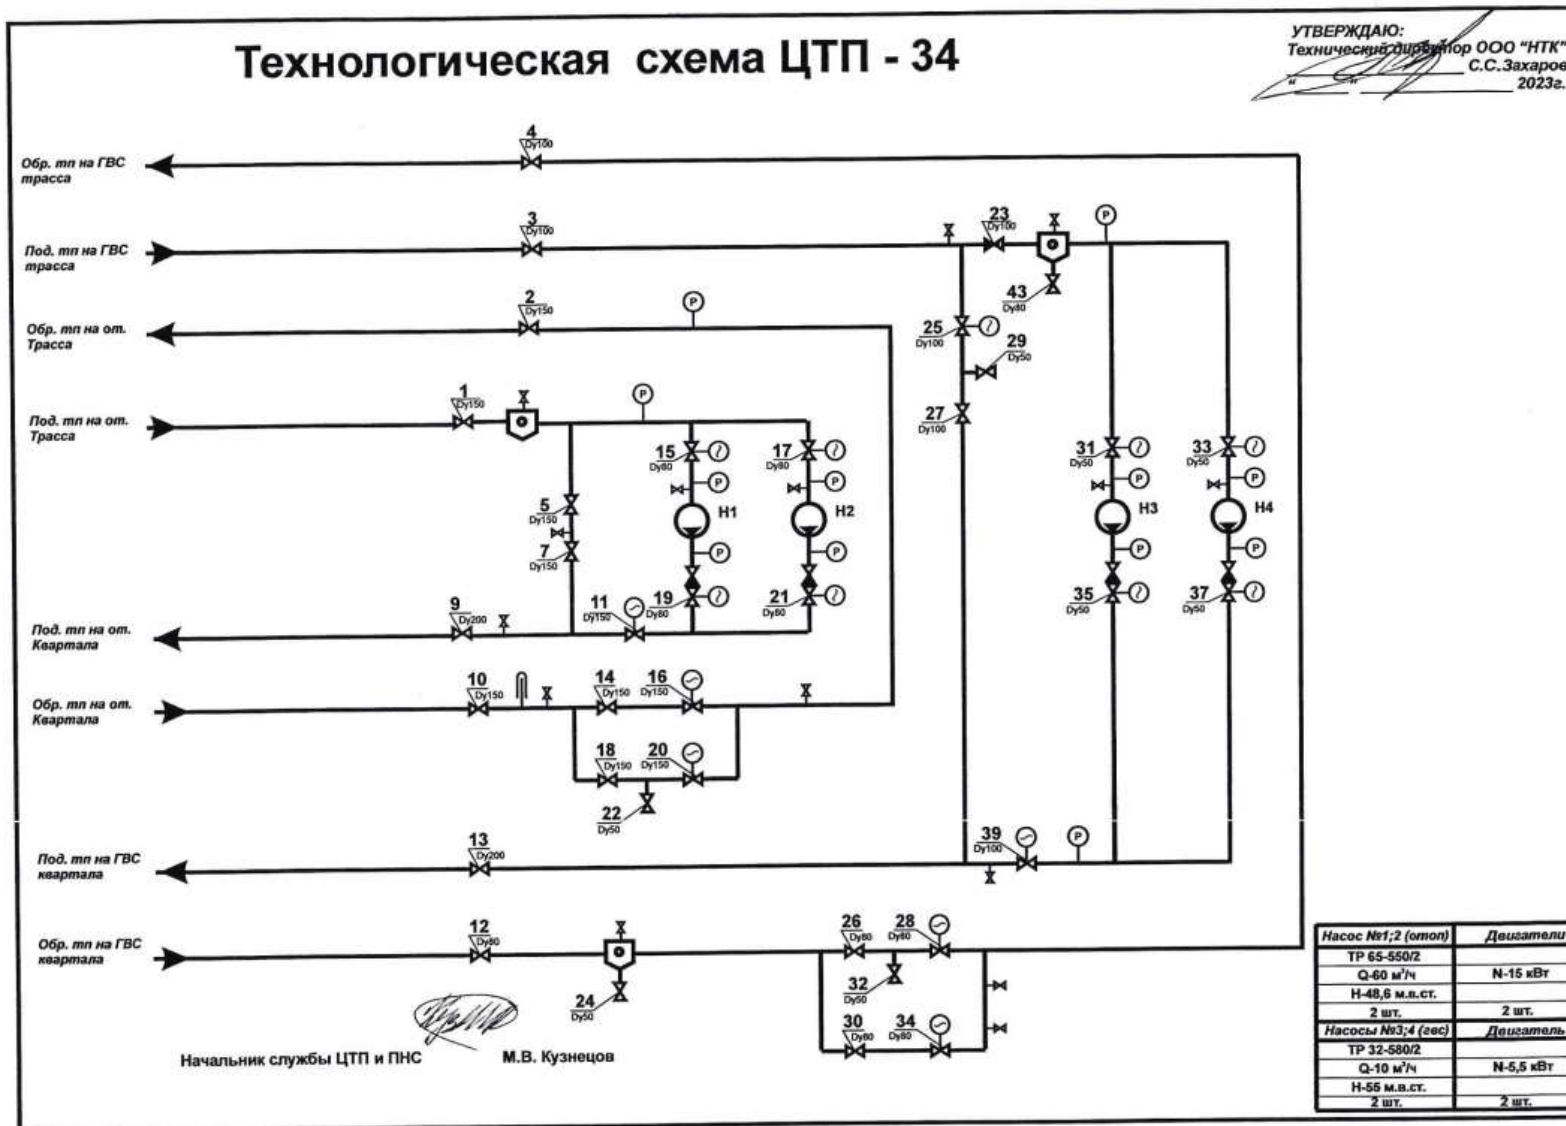 Технологическая схема ЦТП - 34
УТВЕРЖДАЮ:
Технический директор ООО "НТК"
С.С.Захаров
" " 2023г.
4
Dy100
Обр. тп на ГВС
трасса
3
Dy100
Под. тп на ГВС
трасса
23
Dy100
P
43
Dy80
2
Dy150
P
Обр. тп на от.
Трасса
25
Dy100
29
Dy50
1
Dy150
P
Под. тп на от.
Трасса
27
Dy100
15
Dy80
17
Dy80
31
Dy50
33
Dy50
P
P
P
P
5
Dy150
Н1
Н2
Н3
Н4
7
Dy150
P
P
P
P
19
Dy80
21
Dy80
35
Dy50
37
Dy50
9
Dy200
11
Dy150
Под. тп на от.
Квартала
10
Dy150
14
Dy150
16
Dy150
Обр. тп на от.
Квартала
18
Dy150
20
Dy150
22
Dy50
13
Dy200
39
Dy100
P
Под. тп на ГВС
квартала
12
Dy80
26
Dy80
28
Dy80
Обр. тп на ГВС
квартала
24
Dy50
32
Dy50
30
Dy80
34
Dy80
Начальник службы ЦТП и ПНС М.В. Кузнецов
Насос №1;2 (отоп) Двигатели
ТР 65-550/2
Q-60 м³/ч N-15 кВт
Н-48,6 м.в.ст.
2 шт. 2 шт.
Насосы №3;4 (гвс) Двигатель
ТР 32-580/2
Q-10 м³/ч N-5,5 кВт
Н-55 м.в.ст.
2 шт. 2 шт.